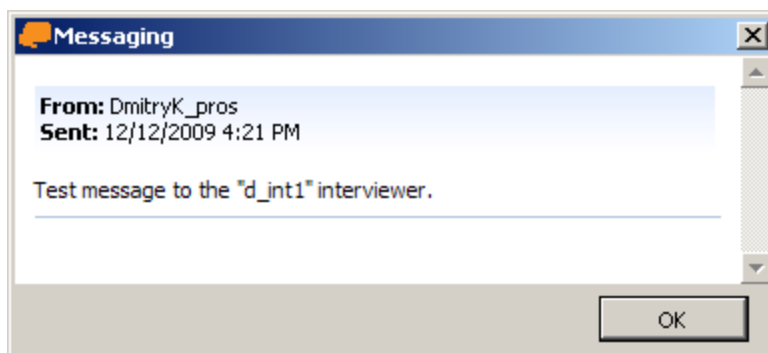 Messaging
From: DmitryK_pros
Sent: 12/12/2009 4:21 PM
Test message to the "d_int1" interviewer.
OK